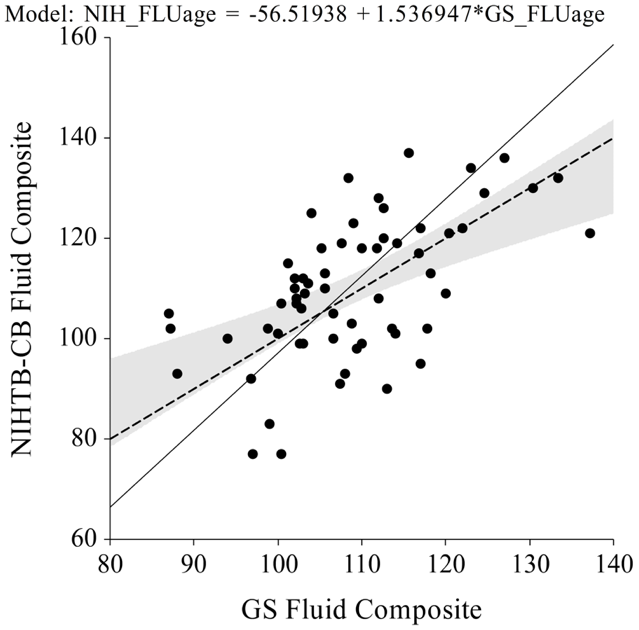 Model: NIH_FLUage = -56.51938 + 1.536947*GS_FLUage
160
140
120
100
80
60
NIHTB-CB Fluid Composite
80 90 100 110 120 130 140
GS Fluid Composite